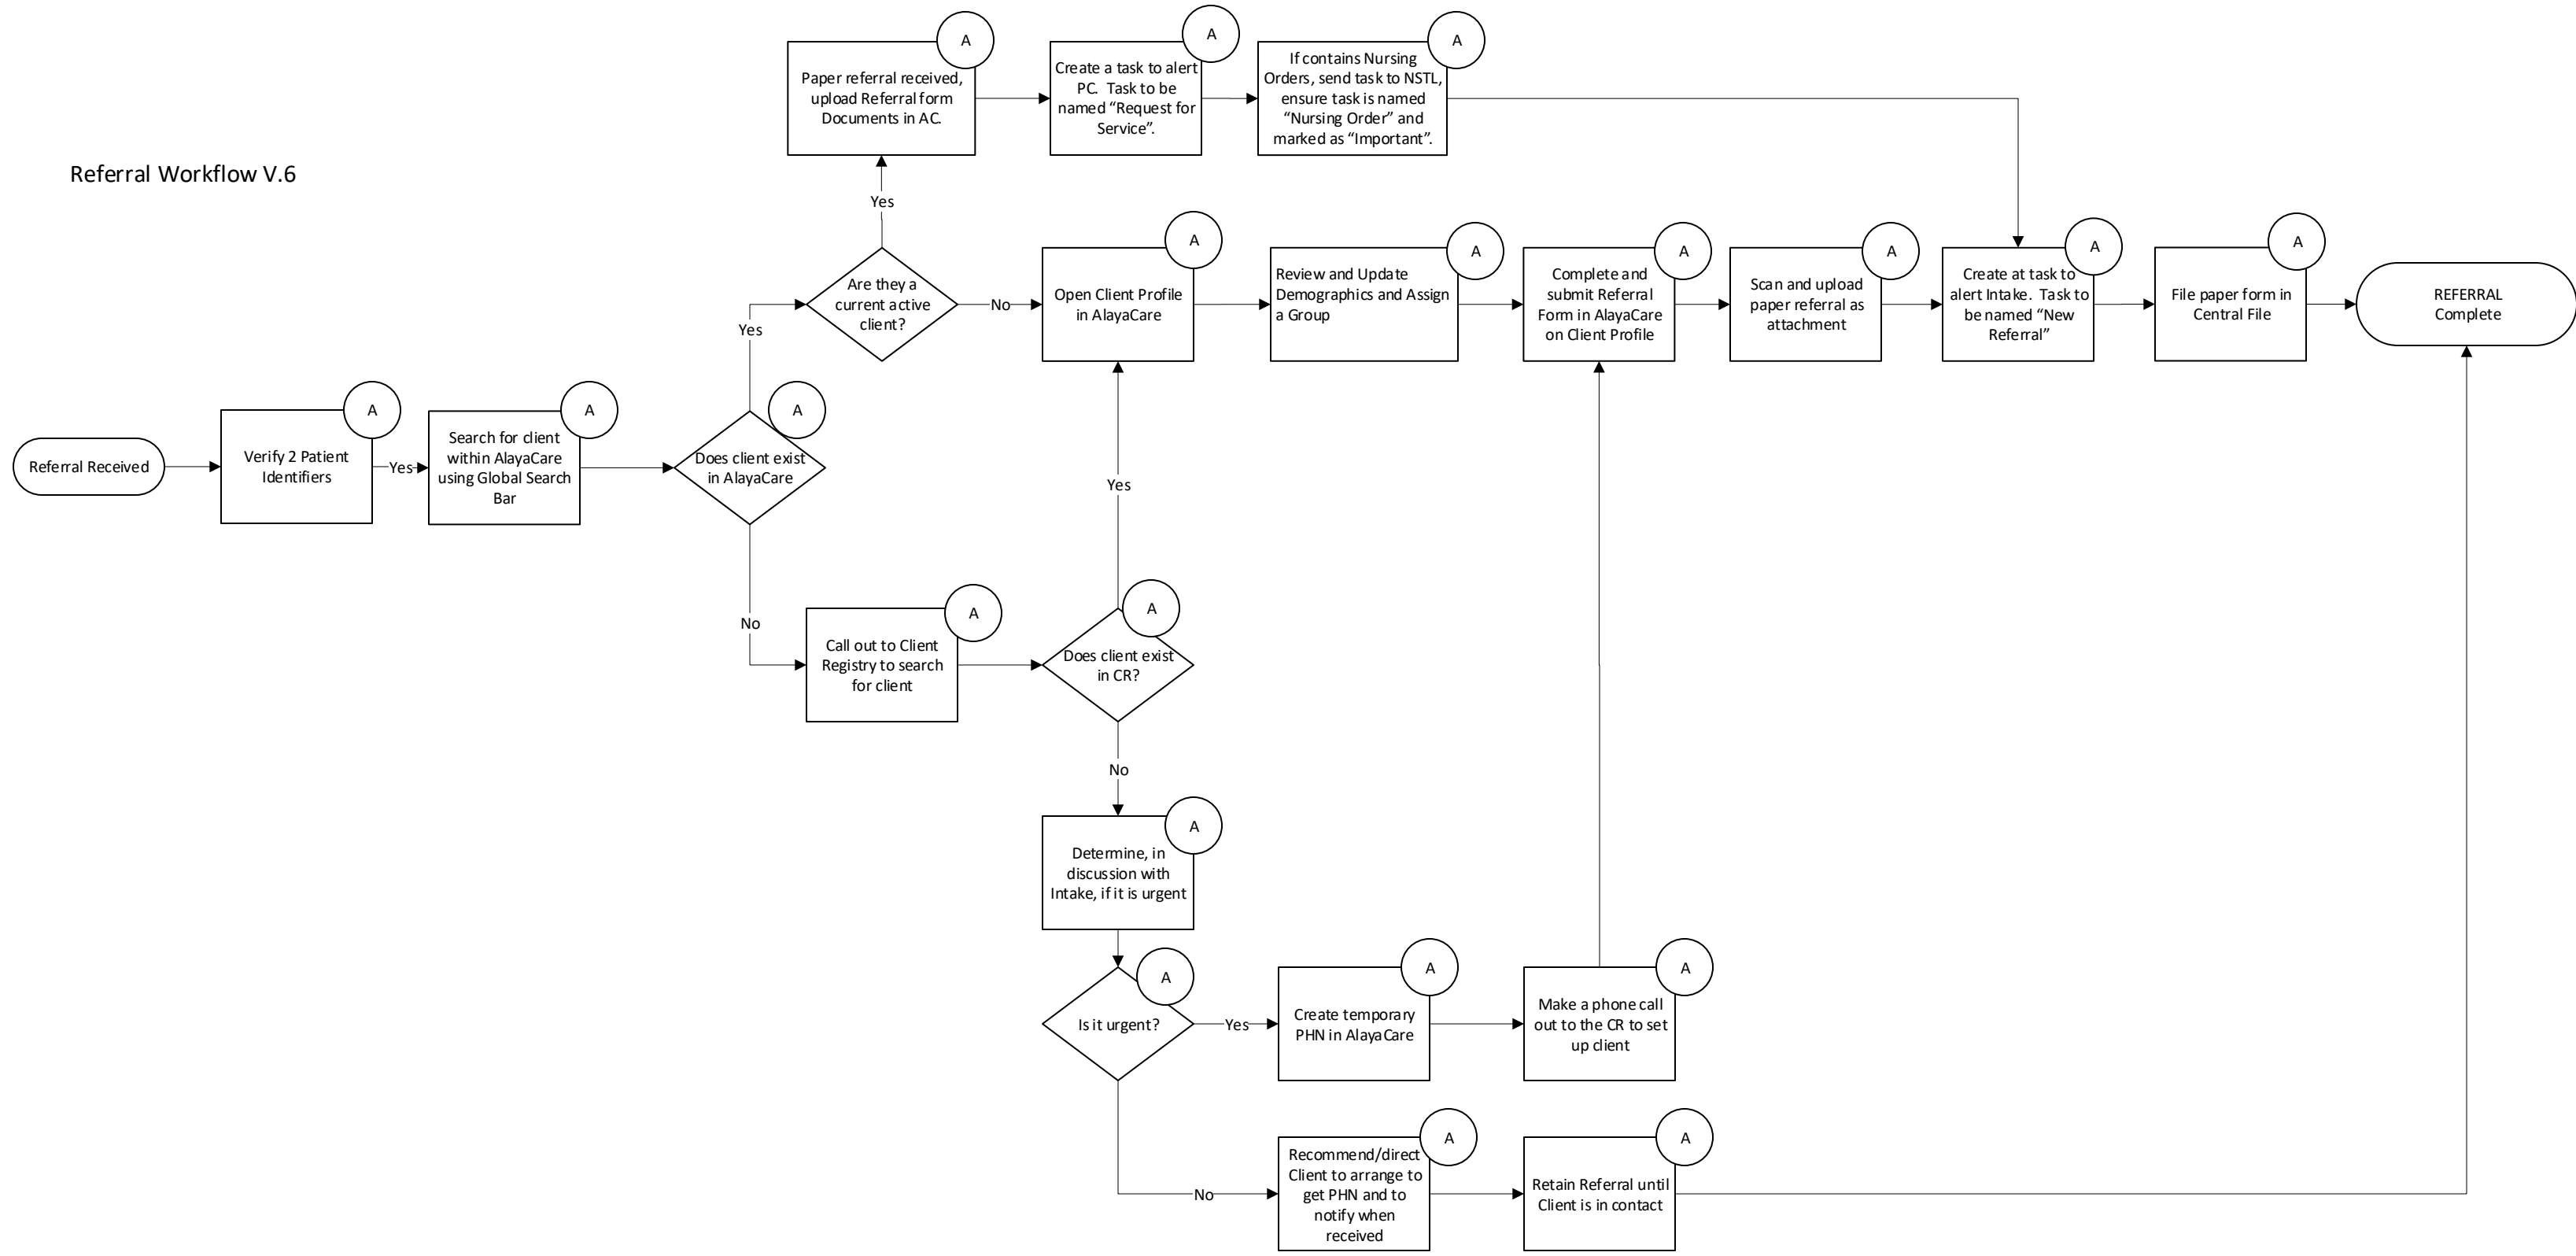 A
A
A
Paper referral received,
upload Referral form
Documents in AC.
Create a task to alert
PC. Task to be
named “Request for
Service”.
If contains Nursing
Orders, send task to NSTL,
ensure task is named
“Nursing Order” and
marked as “Important”.
Referral Workflow V.6
Yes
A
A
A
A
A
A
Are they a
current active
client?
No
Open Client Profile
in AlayaCare
Review and Update
Demographics and Assign
a Group
Complete and
submit Referral
Form in AlayaCare
on Client Profile
Scan and upload
paper referral as
attachment
Create at task to
alert Intake. Task to
be named “New
Referral”
File paper form in
Central File
REFERRAL
Complete
Yes
A
A
A
Referral Received
Verify 2 Patient
Identifiers
Yes
Search for client
within AlayaCare
using Global Search
Bar
Does client exist
in AlayaCare
Yes
No
A
A
Call out to Client
Registry to search
for client
Does client exist
in CR?
No
A
Determine, in
discussion with
Intake, if it is urgent
A
A
A
Is it urgent?
Yes
Create temporary
PHN in AlayaCare
Make a phone call
out to the CR to set
up client
A
A
No
Recommend/direct
Client to arrange to
get PHN and to
notify when
received
Retain Referral until
Client is in contact